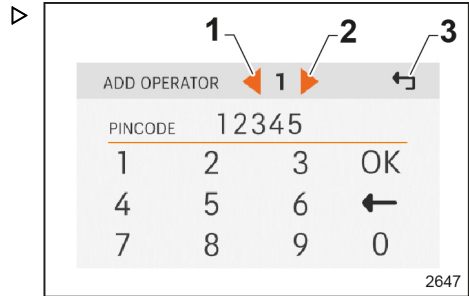 1 2 3
ADD OPERATOR 1
PINCODE 12345
1 2 3 OK
4 5 6
7 8 9 0
2647